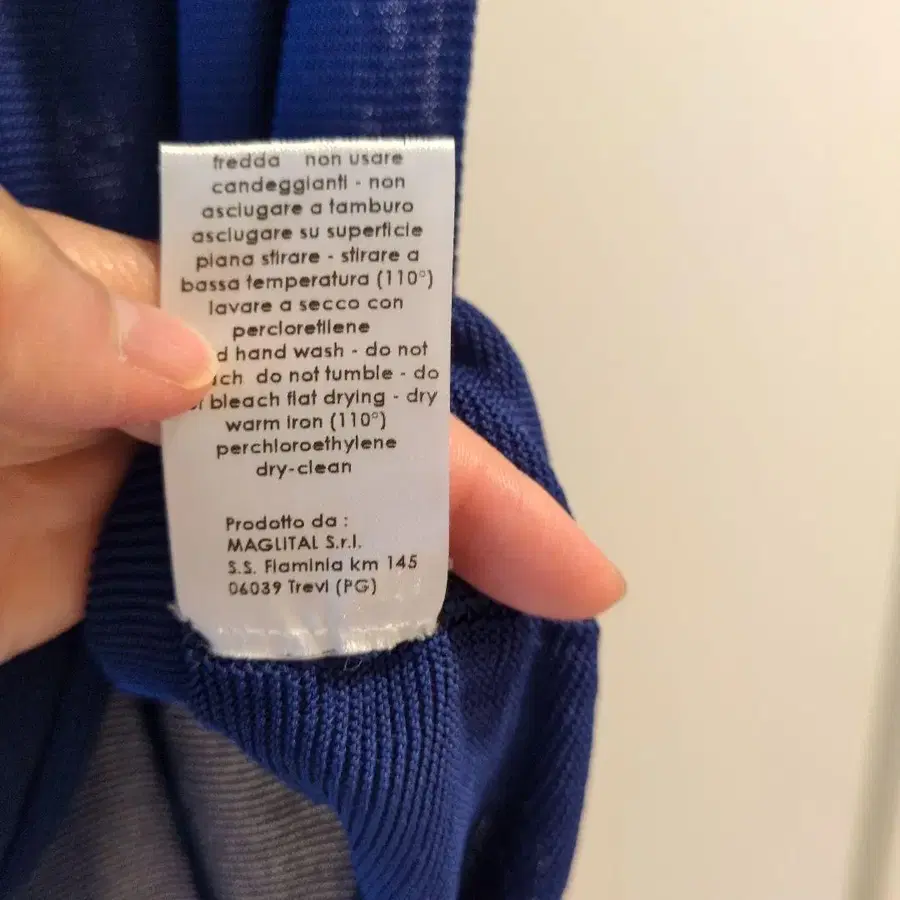 fredda non usare
candeggianti - non
asciugare a tamburo
asciugare su superficie
piana stirare - stirare a
bassa temperatura (110°)
lavare a secco con
percloretilene
hand wash - do not
do not tumble - do
bleach flat drying - dry
warm iron (110°)
perchloroethylene
dry-clean
Prodotto da :
MAGLITAL S.r.l.
S.S. Flaminia km 145
06039 Trevi (PG)